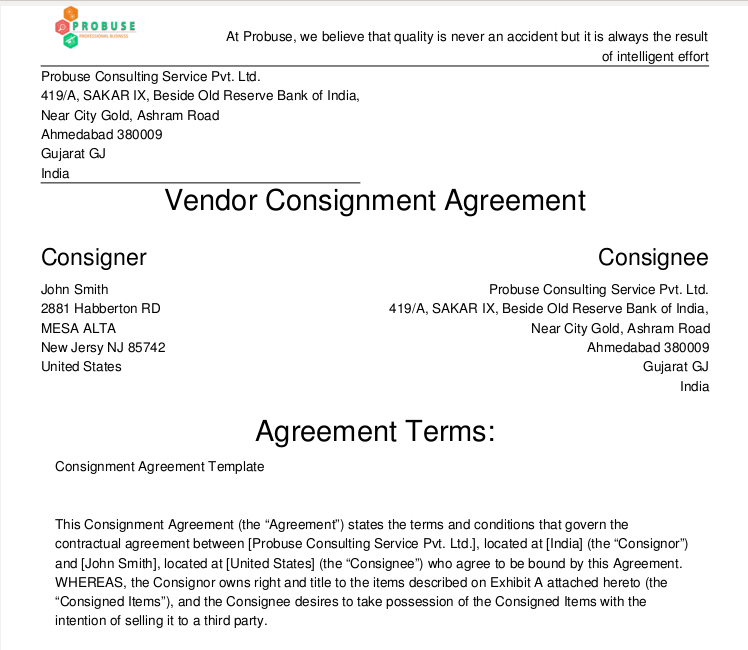 PROBUSE
PROFESSIONAL BUSINESS
At Probuse, we believe that quality is never an accident but it is always the result
of intelligent effort
Probuse Consulting Service Pvt. Ltd.
419/A, SAKAR IX, Beside Old Reserve Bank of India,
Near City Gold, Ashram Road
Ahmedabad 380009
Gujarat GJ
India
Vendor Consignment Agreement
Consigner
John Smith
2881 Habberton RD
MESA ALTA
New Jersy NJ 85742
United States
Consignee
Probuse Consulting Service Pvt. Ltd.
419/A, SAKAR IX, Beside Old Reserve Bank of India,
Near City Gold, Ashram Road
Ahmedabad 380009
Gujarat GJ
India
Agreement Terms:
Consignment Agreement Template
This Consignment Agreement (the “Agreement”) states the terms and conditions that govern the
contractual agreement between [Probuse Consulting Service Pvt. Ltd.], located at [India] (the “Consignor”)
and [John Smith], located at [United States] (the “Consignee”) who agree to be bound by this Agreement.
WHEREAS, the Consignor owns right and title to the items described on Exhibit A attached hereto (the
“Consigned Items”), and the Consignee desires to take possession of the Consigned Items with the
intention of selling it to a third party.